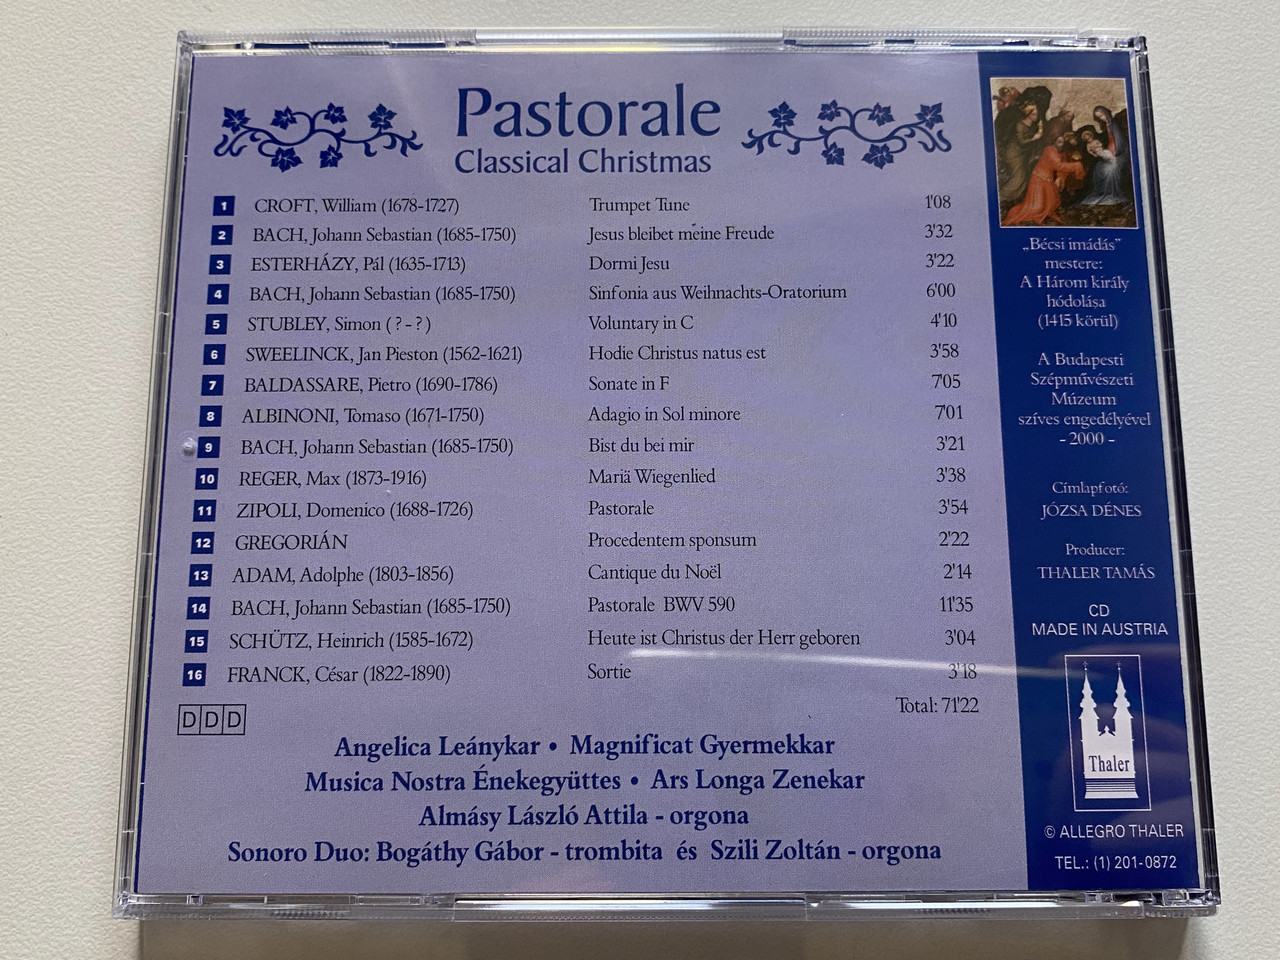 Pastorale
Classical Christmas
1 CROFT, William (1678-1727) Trumpet Tune 1'08
2 BACH, Johann Sebastian (1685-1750) Jesus bleibet meine Freude 3'32
3 ESTERHÁZY, Pál (1635-1713) Dormi Jesu 3'22
4 BACH, Johann Sebastian (1685-1750) Sinfonia aus Weihnachts-Oratorium 6'00
5 STUBLEY, Simon (?-?) Voluntary in C 4'10
6 SWEELINCK, Jan Pieston (1562-1621) Hodie Christus natus est 3'58
7 BALDASSARE, Pietro (1690-1786) Sonate in F 7'05
8 ALBINONI, Tomaso (1671-1750) Adagio in Sol minore 7'01
9 BACH, Johann Sebastian (1685-1750) Bist du bei mir 3'21
10 REGER, Max (1873-1916) Mariä Wiegenlied 3'38
11 ZIPOLI, Domenico (1688-1726) Pastorale 3'54
12 GREGORIÁN Procedentem sponsum 2'22
13 ADAM, Adolphe (1803-1856) Cantique du Noël 2'14
14 BACH, Johann Sebastian (1685-1750) Pastorale BWV 590 11'35
15 SCHÜTZ, Heinrich (1585-1672) Heute ist Christus der Herr geboren 3'04
16 FRANCK, César (1822-1890) Sortie 3'18
Total: 71'22
DDD
Angelica Leánykar • Magnificat Gyermekkar
Musica Nostra Énekegyüttes • Ars Longa Zenekar
Almásy László Attila - orgona
Sonoro Duo: Bogáthy Gábor - trombita és Szili Zoltán - orgona
„Bécsi imádás”
mestere:
A Három király
hódolása
(1415 körül)
A Budapesti
Szépművészeti
Múzeum
szíves engedélyével
- 2000 -
Címlapfotó:
JÓZSA DÉNES
Producer:
THALER TAMÁS
CD
MADE IN AUSTRIA
Thaler
© ALLEGRO THALER
TEL.: (1) 201-0872